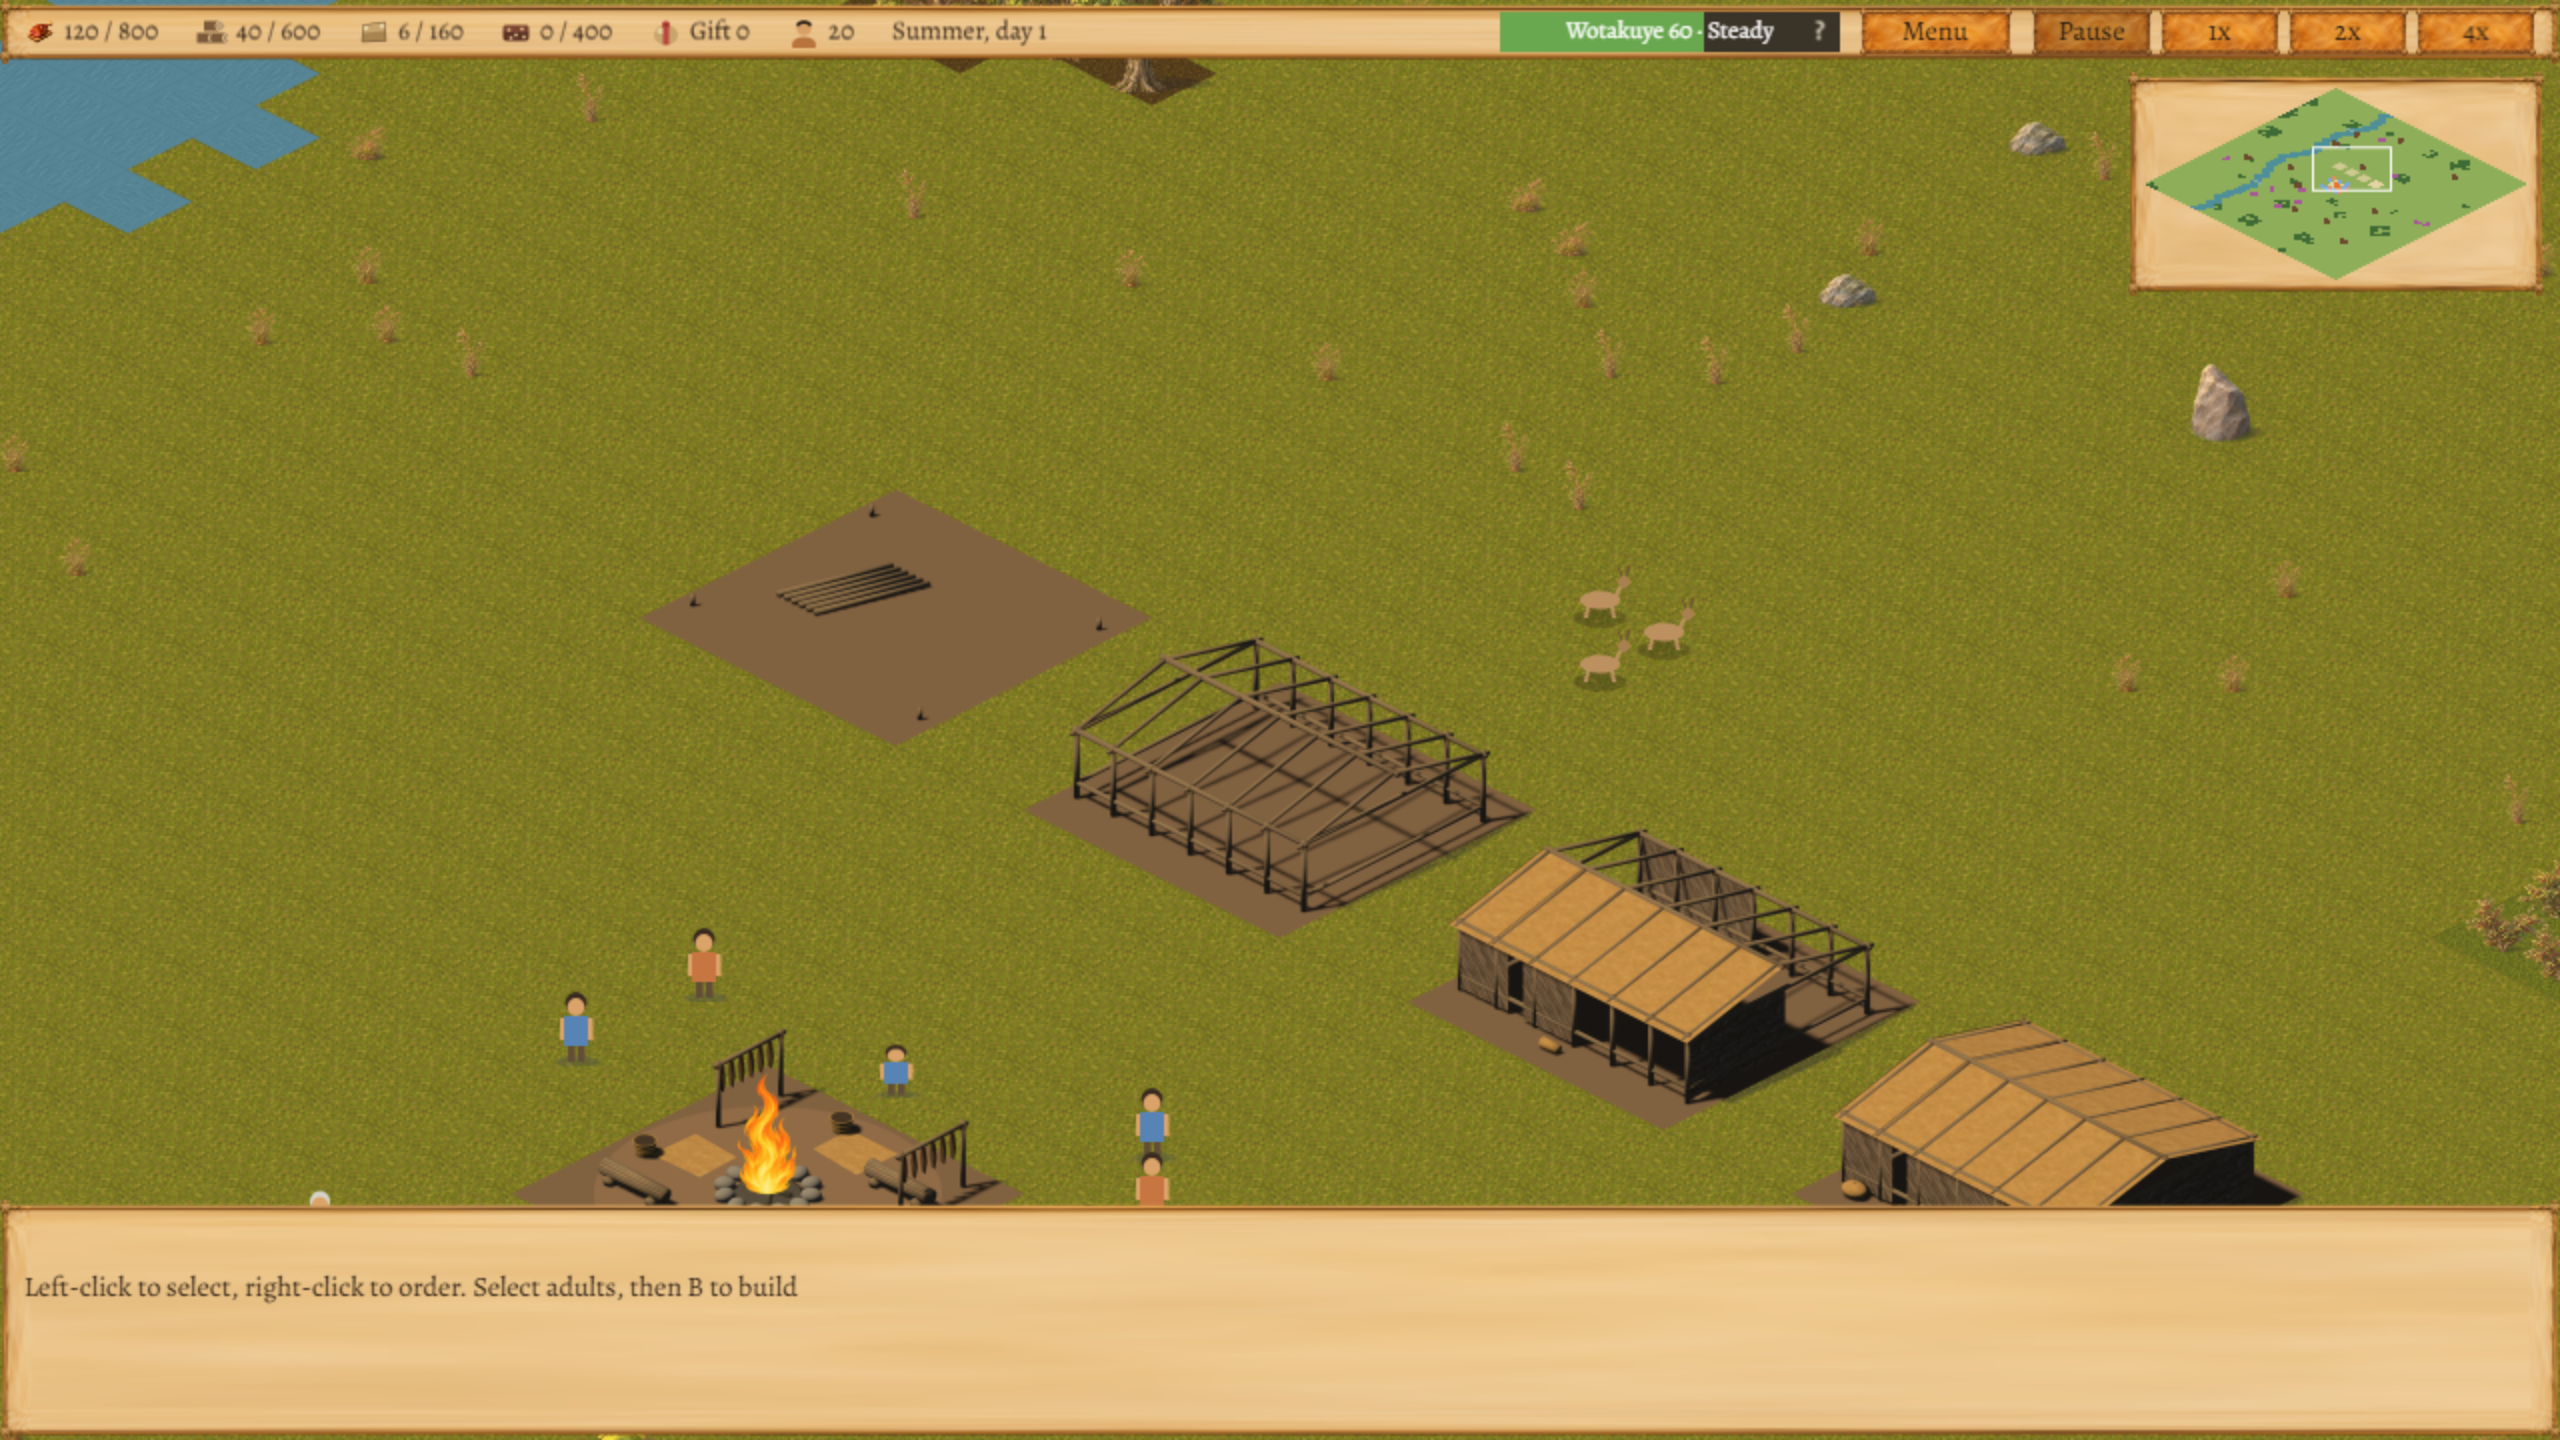 120 / 800 40 / 600 6 / 160 0 / 400 Gift 0 20 Summer, day 1 Wotakuye 60 · Steady ? Menu Pause 1x 2x 4x
Left-click to select, right-click to order. Select adults, then B to build